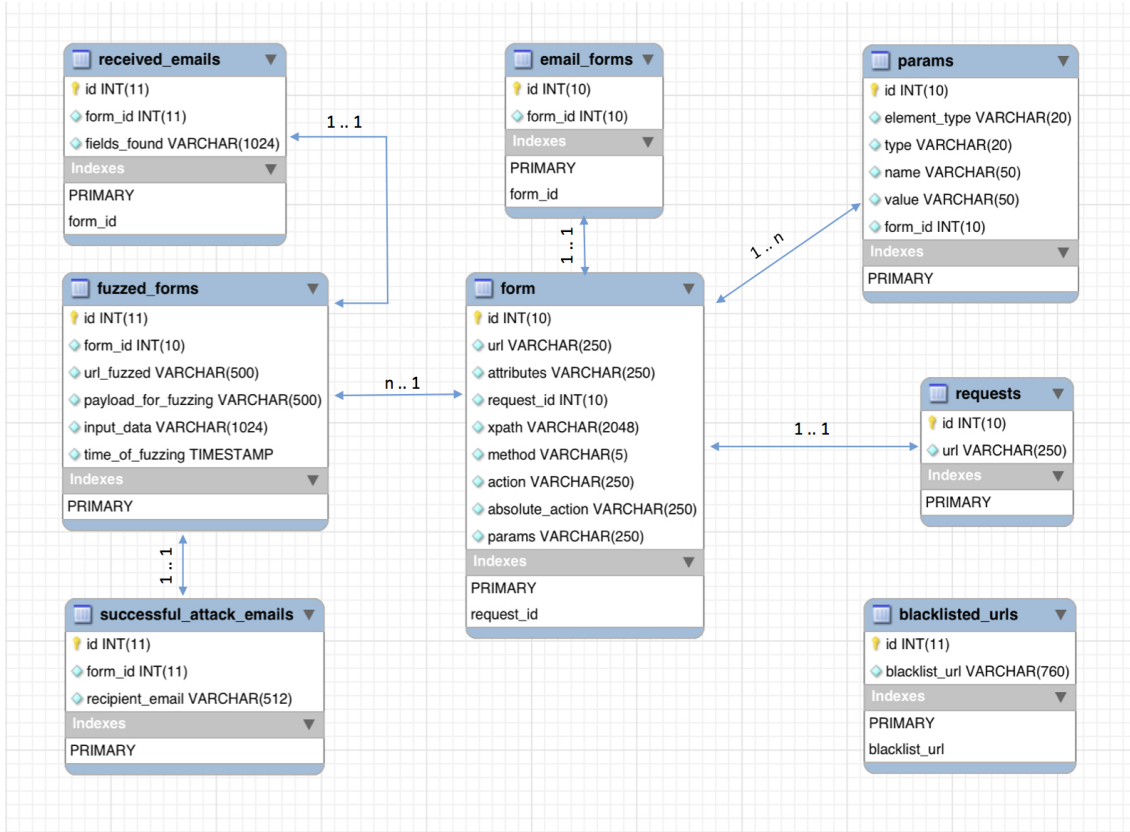 received_emails
id INT(11)
form_id INT(11)
fields_found VARCHAR(1024)
Indexes
PRIMARY
form_id
1 .. 1
email_forms
id INT(10)
form_id INT(10)
Indexes
PRIMARY
form_id
1 .. 1
params
id INT(10)
element_type VARCHAR(20)
type VARCHAR(20)
name VARCHAR(50)
value VARCHAR(50)
form_id INT(10)
Indexes
PRIMARY
1 .. n
fuzzed_forms
id INT(11)
form_id INT(10)
url_fuzzed VARCHAR(500)
payload_for_fuzzing VARCHAR(500)
input_data VARCHAR(1024)
time_of_fuzzing TIMESTAMP
Indexes
PRIMARY
n .. 1
form
id INT(10)
url VARCHAR(250)
attributes VARCHAR(250)
request_id INT(10)
xpath VARCHAR(2048)
method VARCHAR(5)
action VARCHAR(250)
absolute_action VARCHAR(250)
params VARCHAR(250)
Indexes
PRIMARY
request_id
1 .. 1
requests
id INT(10)
url VARCHAR(250)
Indexes
PRIMARY
1 .. 1
successful_attack_emails
id INT(11)
form_id INT(11)
recipient_email VARCHAR(512)
Indexes
PRIMARY
blacklisted_urls
id INT(11)
blacklist_url VARCHAR(760)
Indexes
PRIMARY
blacklist_url